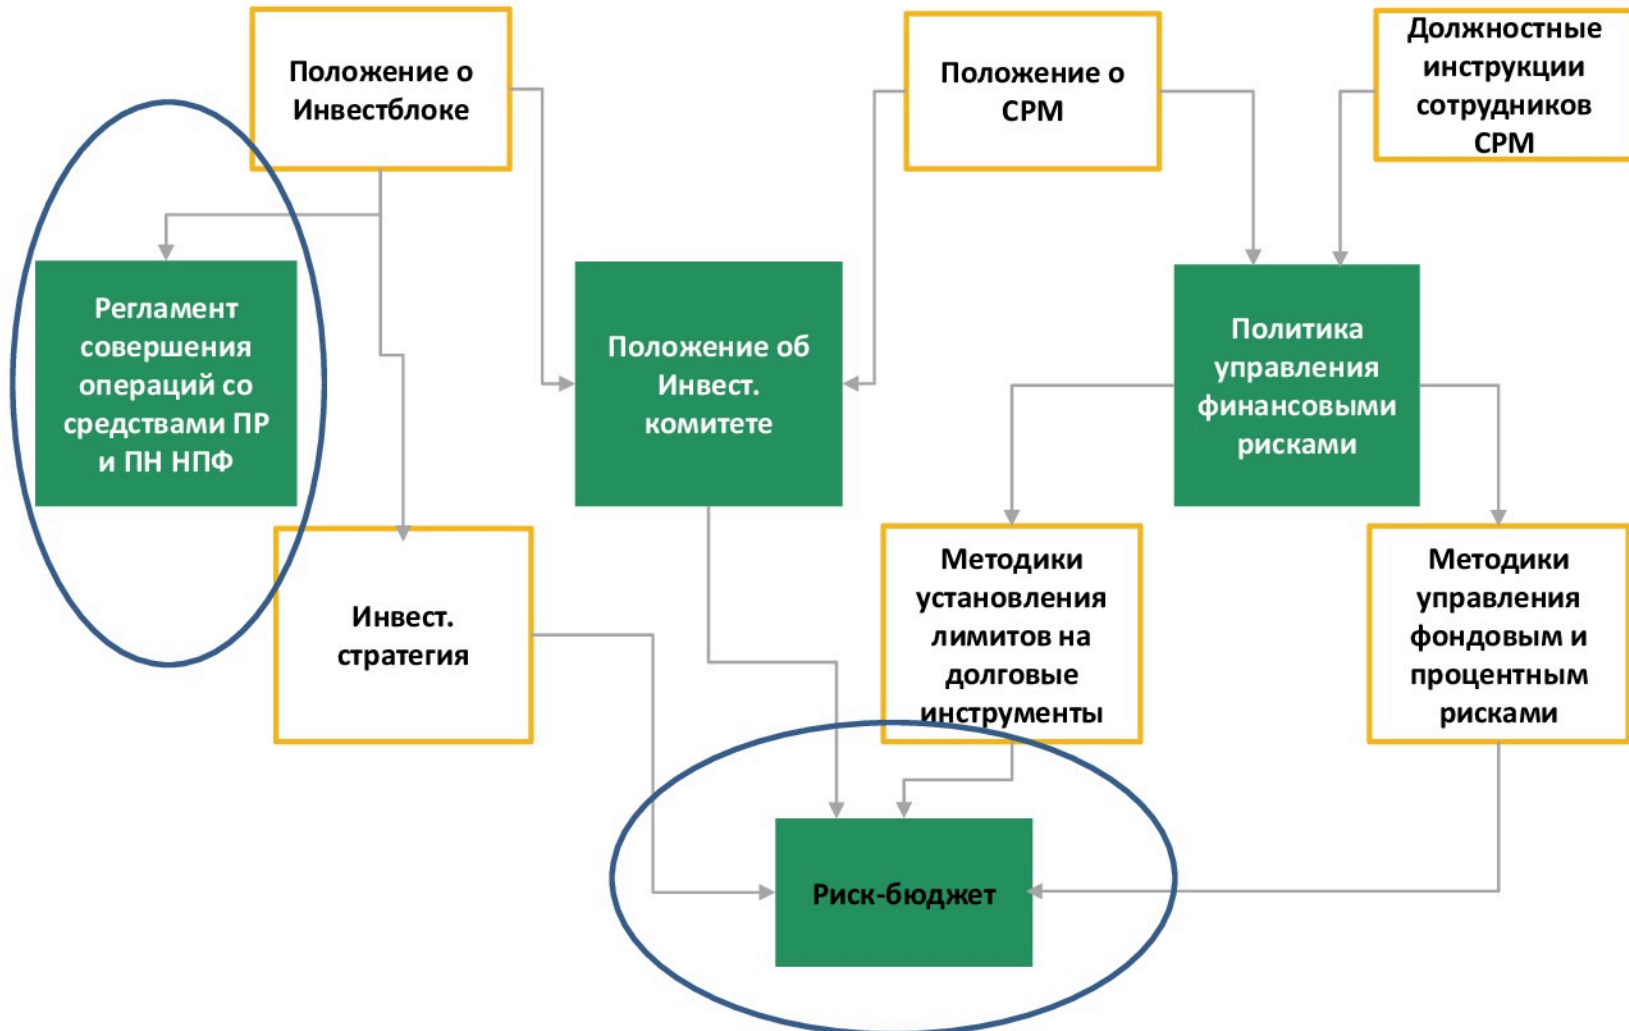 Положение о
Инвестблоке
Положение о
СРМ
Должностные
инструкции
сотрудников
СРМ
Регламент
совершения
операций со
средствами ПР
и ПН НПФ
Положение об
Инвест.
комитете
Политика
управления
финансовыми
рисками
Инвест.
стратегия
Методики
установления
лимитов на
долговые
инструменты
Методики
управления
фондовым и
процентным
рисками
Риск-бюджет